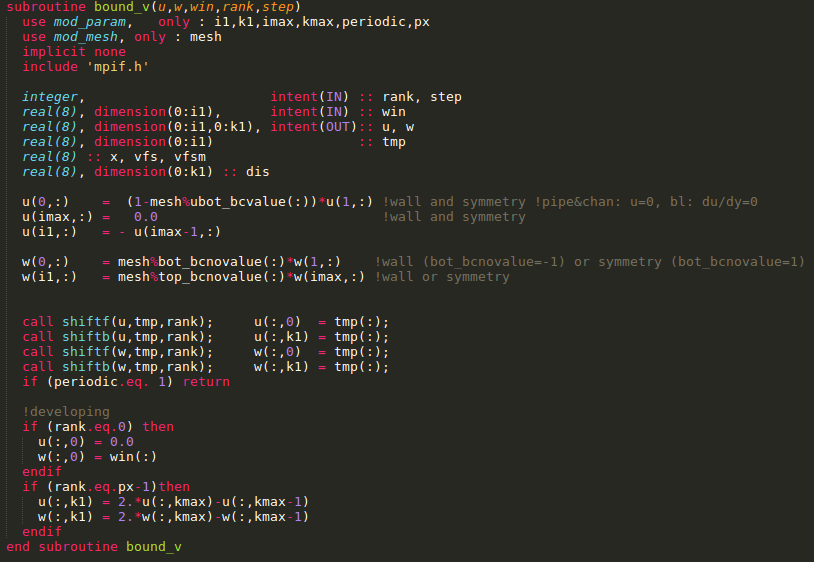 subroutine bound_v(u,w,win,rank,step)
  use mod_param,   only : i1,k1,imax,kmax,periodic,px
  use mod_mesh, only : mesh
  implicit none
  include 'mpif.h'

  integer,                       intent(IN) :: rank, step
  real(8), dimension(0:i1),      intent(IN) :: win
  real(8), dimension(0:i1,0:k1), intent(OUT):: u, w
  real(8), dimension(0:i1)                  :: tmp
  real(8) :: x, vfs, vfsm
  real(8), dimension(0:k1) :: dis

  u(0,:)    =  (1-mesh%ubot_bcvalue(:))*u(1,:) !wall and symmetry !pipe&chan: u=0, bl: du/dy=0
  u(imax,:) =   0.0                            !wall and symmetry
  u(i1,:)   = - u(imax-1,:)

  w(0,:)    = mesh%bot_bcnovalue(:)*w(1,:)    !wall (bot_bcnovalue=-1) or symmetry (bot_bcnovalue=1)
  w(i1,:)   = mesh%top_bcnovalue(:)*w(imax,:) !wall or symmetry


  call shiftf(u,tmp,rank);     u(:,0)  = tmp(:);
  call shiftb(u,tmp,rank);     u(:,k1) = tmp(:);
  call shiftf(w,tmp,rank);     w(:,0)  = tmp(:);
  call shiftb(w,tmp,rank);     w(:,k1) = tmp(:);
  if (periodic.eq. 1) return

  !developing
  if (rank.eq.0) then
    u(:,0) = 0.0
    w(:,0) = win(:)
  endif
  if (rank.eq.px-1)then
    u(:,k1) = 2.*u(:,kmax)-u(:,kmax-1)
    w(:,k1) = 2.*w(:,kmax)-w(:,kmax-1)
  endif
end subroutine bound_v